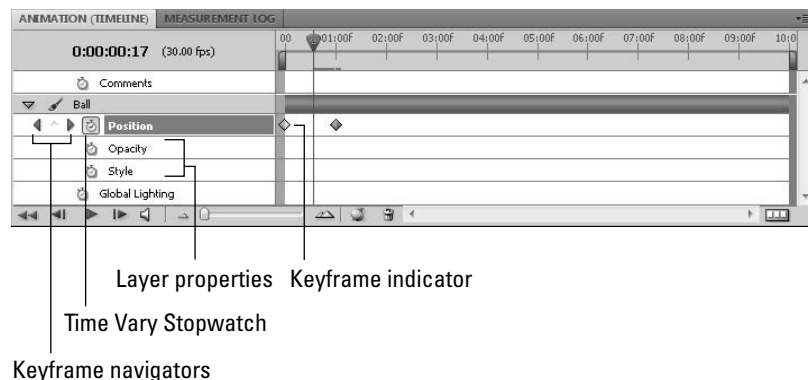 ANIMATION (TIMELINE) MEASUREMENT LOG
0:00:00:17 (30.00 fps)
00 01:00F 02:00F 03:00F 04:00F 05:00F 06:00F 07:00F 08:00F 09:00F 10:0
Comments
Ball
Position
Opacity
Style
Global Lighting
Layer properties Keyframe indicator
Time Vary Stopwatch
Keyframe navigators